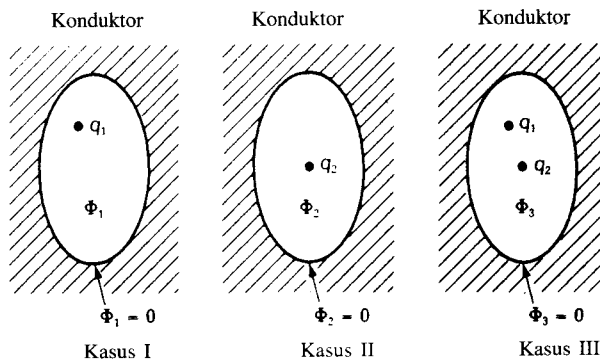 Konduktor Konduktor Konduktor
q₁ q₁
q₂ q₂
Φ₁ Φ₂ Φ₃
Φ₁ = 0 Φ₂ = 0 Φ₃ = 0
Kasus I Kasus II Kasus III